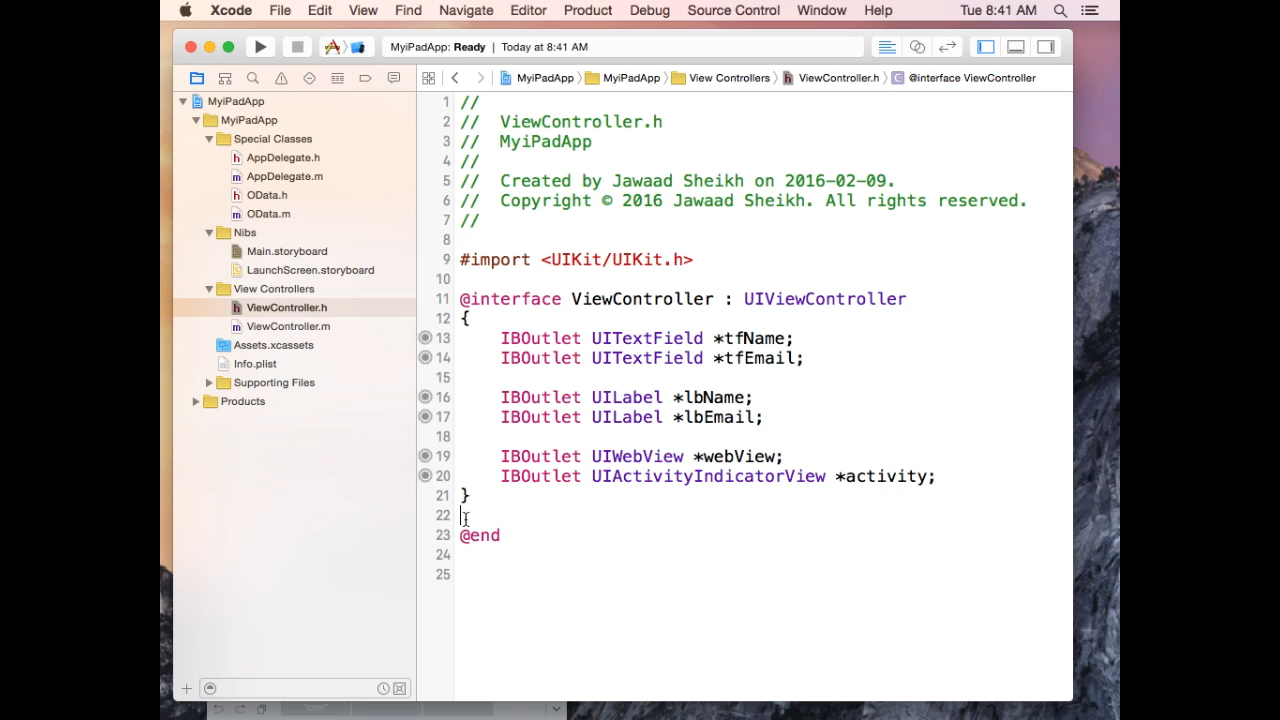 Xcode File Edit View Find Navigate Editor Product Debug Source Control Window Help Tue 8:41 AM
MyiPadApp: Ready | Today at 8:41 AM
MyiPadApp MyiPadApp View Controllers ViewController.h @interface ViewController
MyiPadApp
MyiPadApp
Special Classes
AppDelegate.h
AppDelegate.m
OData.h
OData.m
Nibs
Main.storyboard
LaunchScreen.storyboard
View Controllers
ViewController.h
ViewController.m
Assets.xcassets
Info.plist
Supporting Files
Products
1 //
2 // ViewController.h
3 // MyiPadApp
4 //
5 // Created by Jawaad Sheikh on 2016-02-09.
6 // Copyright © 2016 Jawaad Sheikh. All rights reserved.
7 //
8
9 #import <UIKit/UIKit.h>
10
11 @interface ViewController : UIViewController
12 {
13 IBOutlet UITextField *tfName;
14 IBOutlet UITextField *tfEmail;
15
16 IBOutlet UILabel *lbName;
17 IBOutlet UILabel *lbEmail;
18
19 IBOutlet UIWebView *webView;
20 IBOutlet UIActivityIndicatorView *activity;
21 }
22
23 @end
24
25